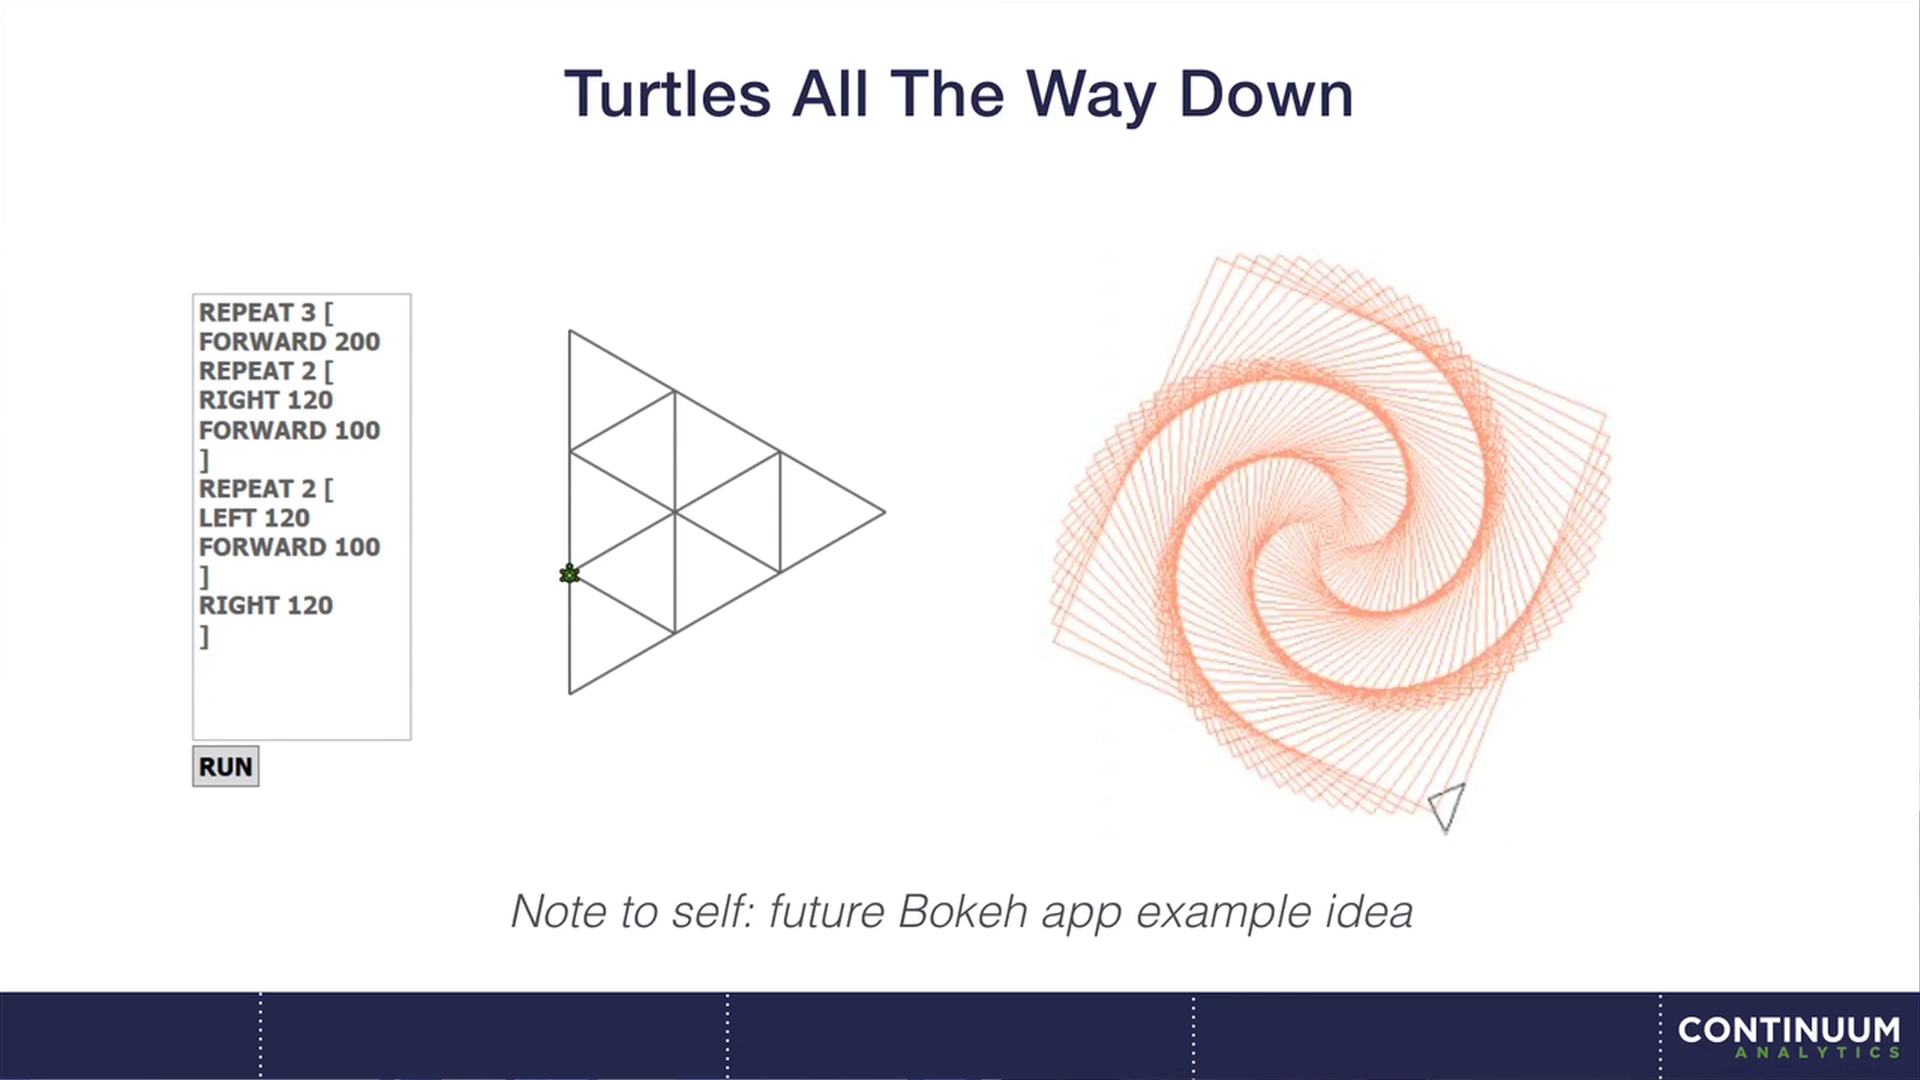 Turtles All The Way Down
REPEAT 3 [
FORWARD 200
REPEAT 2 [
RIGHT 120
FORWARD 100
]
REPEAT 2 [
LEFT 120
FORWARD 100
]
RIGHT 120
]
RUN
Note to self: future Bokeh app example idea
CONTINUUM
ANALYTICS